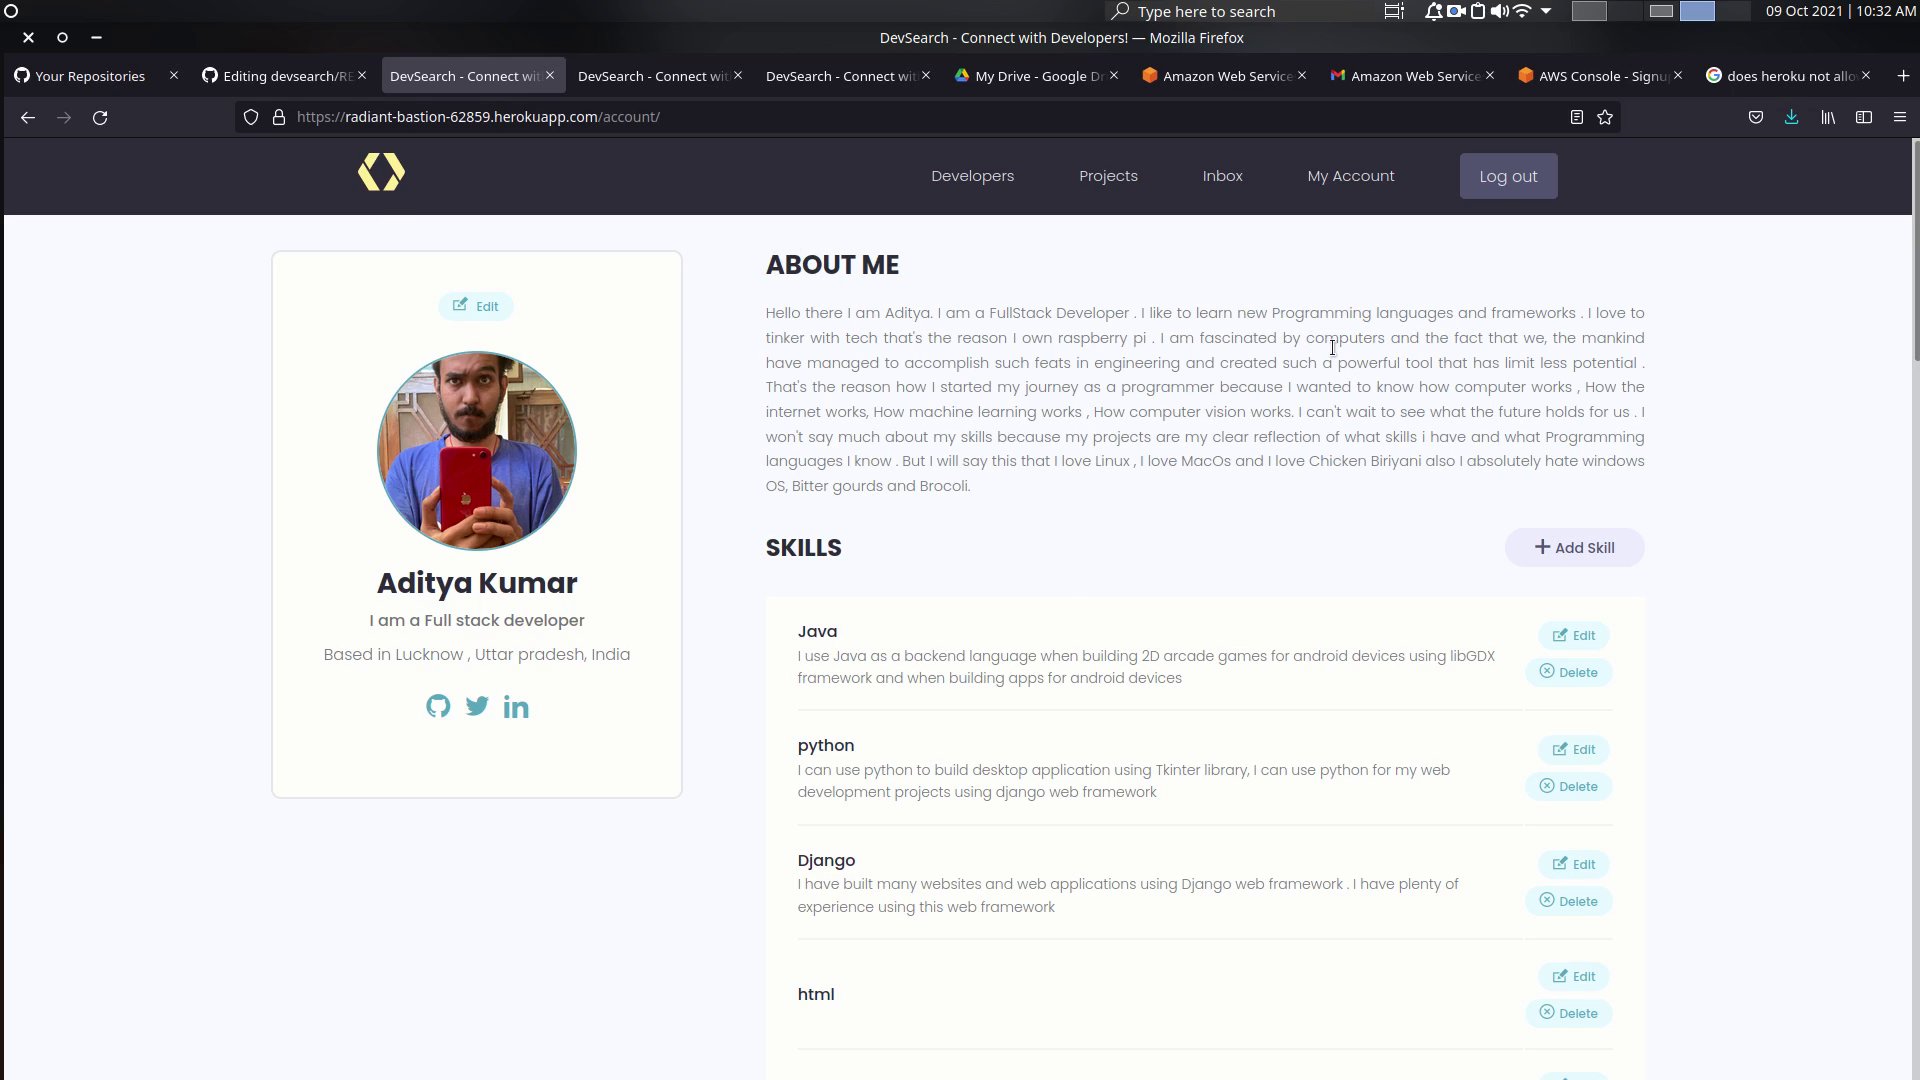 Type here to search
09 Oct 2021 | 10:32 AM
DevSearch - Connect with Developers! — Mozilla Firefox
Your Repositories
Editing devsearch/RE
DevSearch - Connect wit
DevSearch - Connect wit
DevSearch - Connect wit
My Drive - Google Dr
Amazon Web Service
Amazon Web Service
AWS Console - Signu
does heroku not allo
https://radiant-bastion-62859.herokuapp.com/account/
Developers
Projects
Inbox
My Account
Log out
Edit
Aditya Kumar
I am a Full stack developer
Based in Lucknow , Uttar pradesh, India
ABOUT ME
Hello there I am Aditya. I am a FullStack Developer . I like to learn new Programming languages and frameworks . I love to
tinker with tech that's the reason I own raspberry pi . I am fascinated by computers and the fact that we, the mankind
have managed to accomplish such feats in engineering and created such a powerful tool that has limit less potential .
That's the reason how I started my journey as a programmer because I wanted to know how computer works , How the
internet works, How machine learning works , How computer vision works. I can't wait to see what the future holds for us . I
won't say much about my skills because my projects are my clear reflection of what skills i have and what Programming
languages I know . But I will say this that I love Linux , I love MacOs and I love Chicken Biriyani also I absolutely hate windows
OS, Bitter gourds and Brocoli.
SKILLS
Add Skill
Java
I use Java as a backend language when building 2D arcade games for android devices using libGDX
framework and when building apps for android devices
Edit
Delete
python
I can use python to build desktop application using Tkinter library, I can use python for my web
development projects using django web framework
Edit
Delete
Django
I have built many websites and web applications using Django web framework . I have plenty of
experience using this web framework
Edit
Delete
html
Edit
Delete